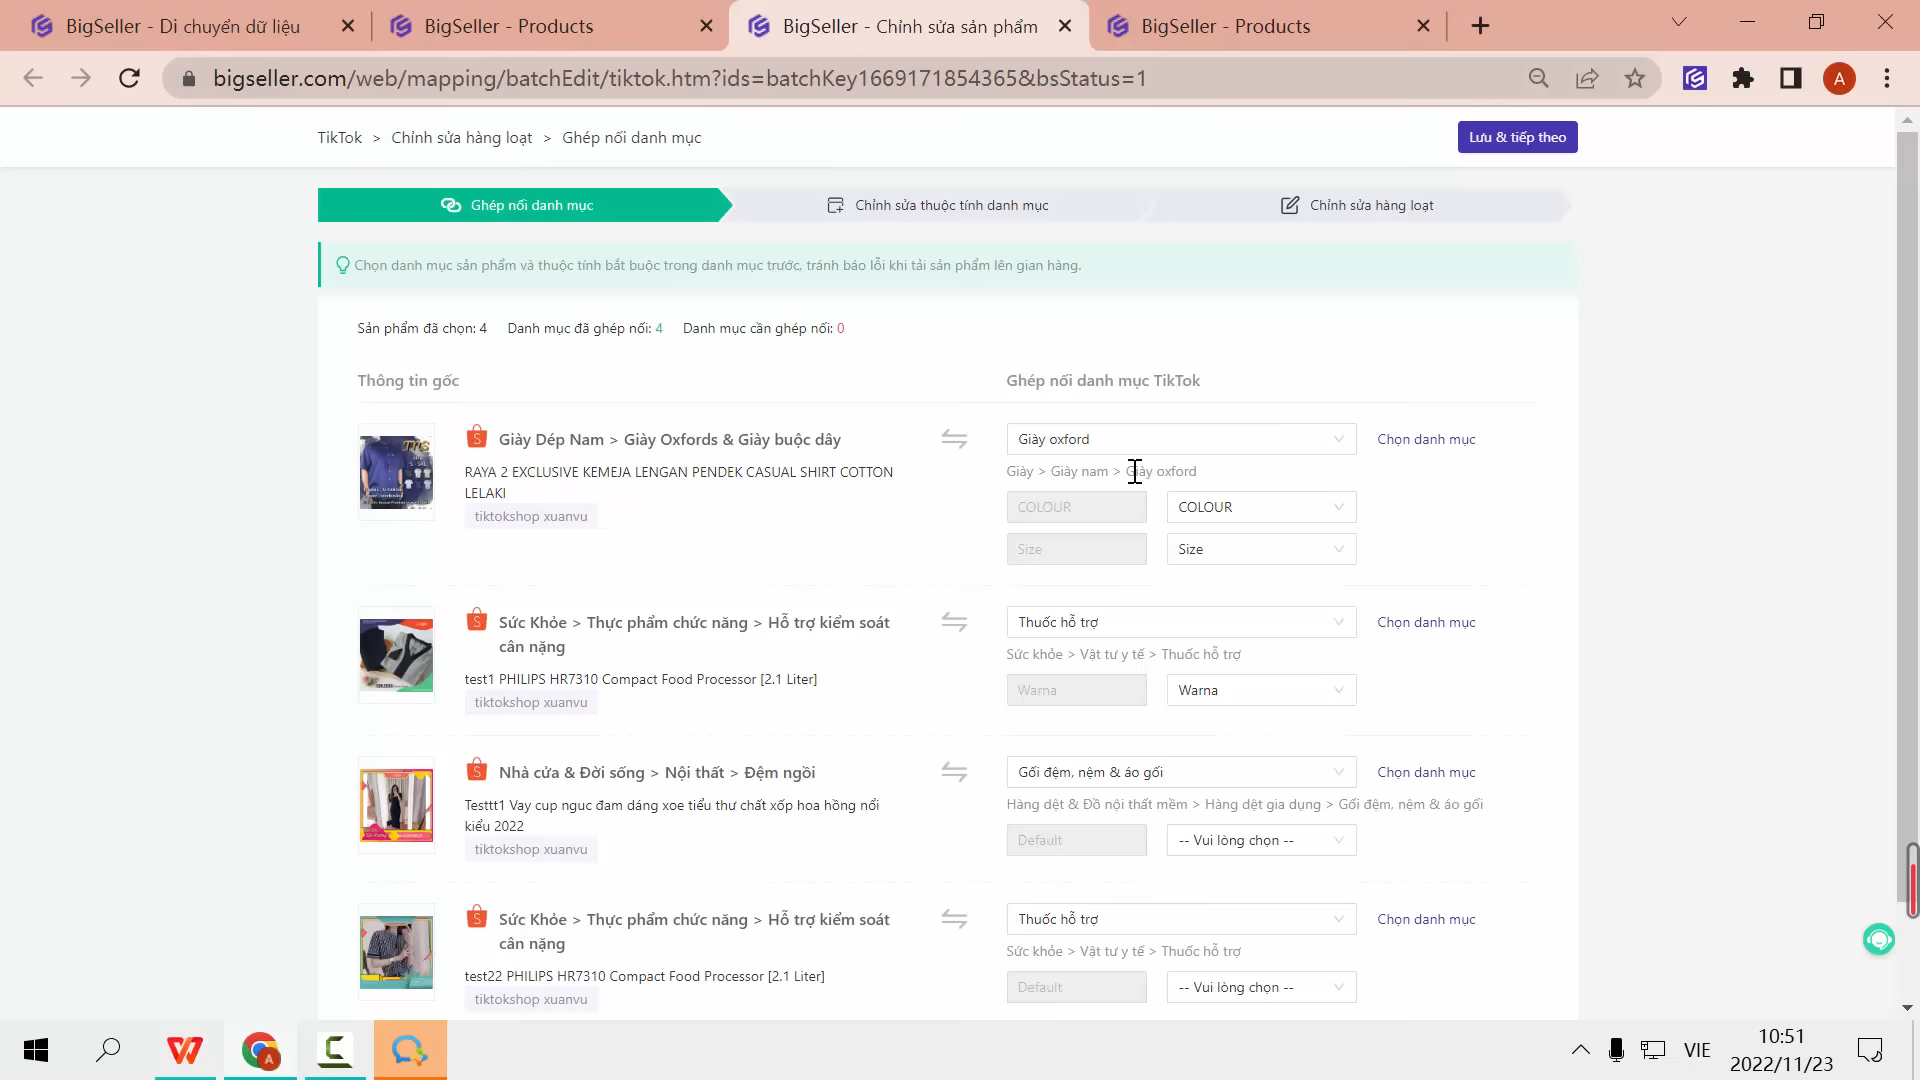 BigSeller - Di chuyển dữ liệu
BigSeller - Products
BigSeller - Chỉnh sửa sản phẩm
BigSeller - Products
bigseller.com/web/mapping/batchEdit/tiktok.htm?ids=batchKey1669171854365&bsStatus=1
A
TikTok > Chỉnh sửa hàng loạt > Ghép nối danh mục
Lưu & tiếp theo
Ghép nối danh mục
Chỉnh sửa thuộc tính danh mục
Chỉnh sửa hàng loạt
Chọn danh mục sản phẩm và thuộc tính bắt buộc trong danh mục trước, tránh báo lỗi khi tải sản phẩm lên gian hàng.
Sản phẩm đã chọn: 4 Danh mục đã ghép nối: 4 Danh mục cần ghép nối: 0
Thông tin gốc
Ghép nối danh mục TikTok
Giày Dép Nam > Giày Oxfords & Giày buộc dây
RAYA 2 EXCLUSIVE KEMEJA LENGAN PENDEK CASUAL SHIRT COTTON
LELAKI
tiktokshop xuanvu
Giày oxford
Chọn danh mục
Giày > Giày nam > Giày oxford
COLOUR
COLOUR
Size
Size
Sức Khỏe > Thực phẩm chức năng > Hỗ trợ kiểm soát
cân nặng
test1 PHILIPS HR7310 Compact Food Processor [2.1 Liter]
tiktokshop xuanvu
Thuốc hỗ trợ
Chọn danh mục
Sức khỏe > Vật tư y tế > Thuốc hỗ trợ
Warna
Warna
Nhà cửa & Đời sống > Nội thất > Đệm ngồi
Testtt1 Vay cup nguc đam dáng xoe tiểu thư chất xốp hoa hồng nổi
kiểu 2022
tiktokshop xuanvu
Gối đệm, nệm & áo gối
Chọn danh mục
Hàng dệt & Đồ nội thất mềm > Hàng dệt gia dụng > Gối đệm, nệm & áo gối
Default
-- Vui lòng chọn --
Sức Khỏe > Thực phẩm chức năng > Hỗ trợ kiểm soát
cân nặng
test22 PHILIPS HR7310 Compact Food Processor [2.1 Liter]
tiktokshop xuanvu
Thuốc hỗ trợ
Chọn danh mục
Sức khỏe > Vật tư y tế > Thuốc hỗ trợ
Default
-- Vui lòng chọn --
VIE
10:51
2022/11/23